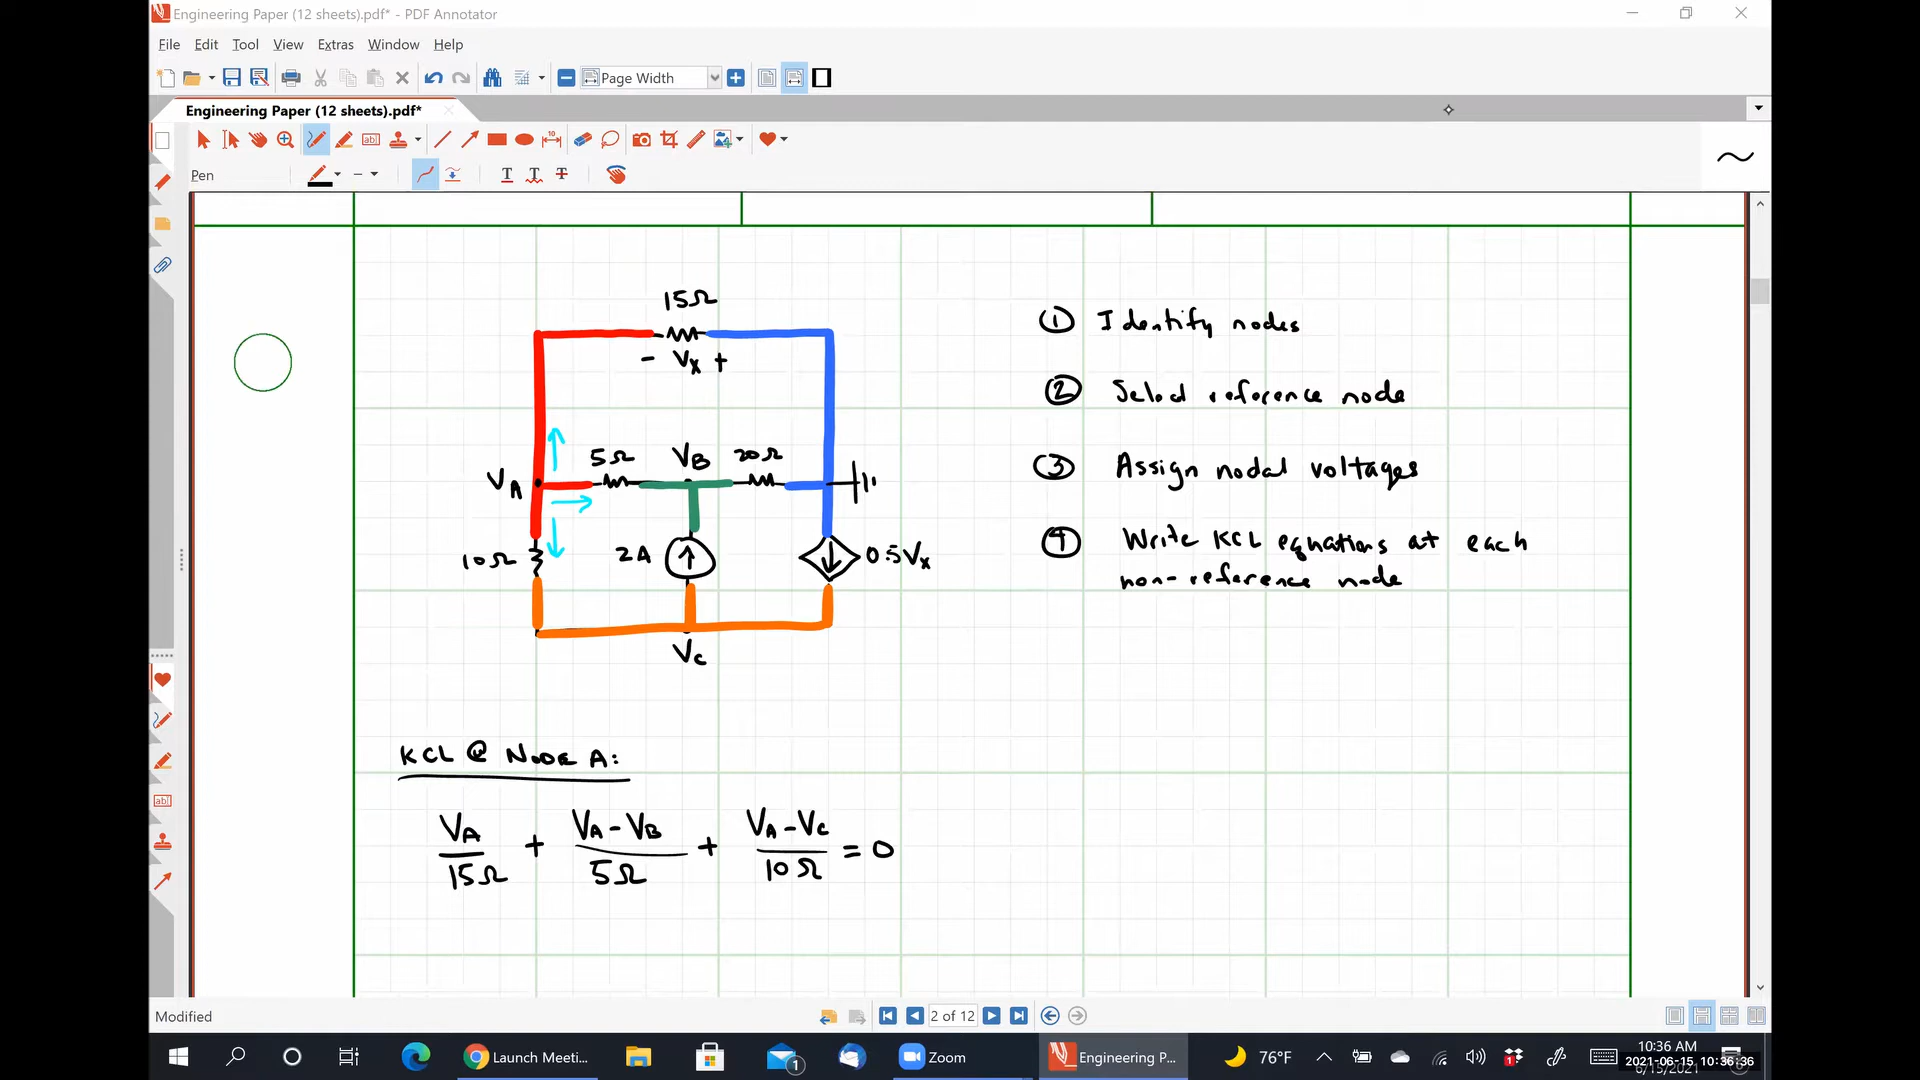 Engineering Paper (12 sheets).pdf* - PDF Annotator
File Edit Tool View Extras Window Help
Page Width
Engineering Paper (12 sheets).pdf*
Pen
15Ω
- Vx +
VA
5Ω
VB
20Ω
10Ω
2A
0.5Vx
Vc
① Identify nodes
② Select reference node
③ Assign nodal voltages
④ Write KCL equations at each
non-reference node
KCL @ NODE A:
VA/15Ω + VA-VB/5Ω + VA-VC/10Ω = 0
Modified
2 of 12
Launch Meeti...
1
Zoom
Engineering P...
76°F
10:36 AM
2021-06-15, 10:36:36
6/15/2021